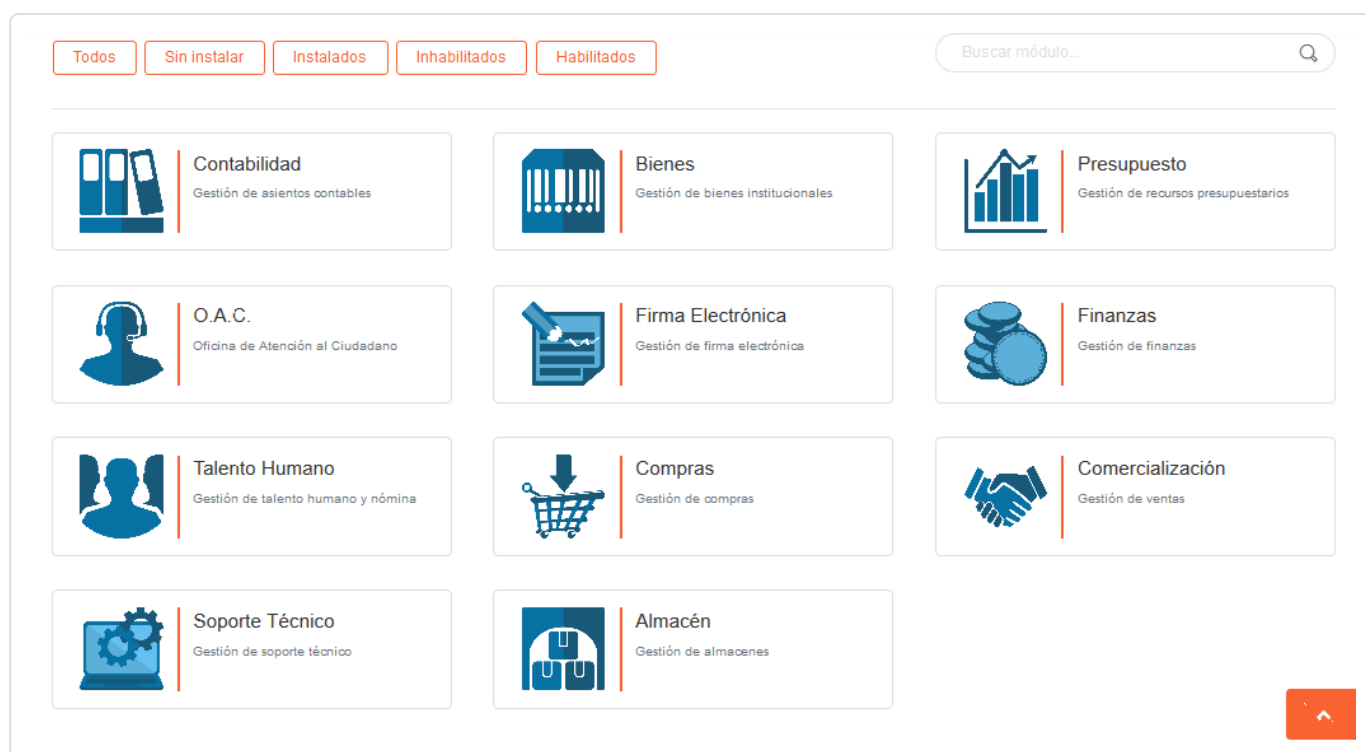 Todos Sin instalar Instalados Inhabilitados Habilitados Buscar módulo...
Contabilidad
Gestión de asientos contables
Bienes
Gestión de bienes institucionales
Presupuesto
Gestión de recursos presupuestarios
O.A.C.
Oficina de Atención al Ciudadano
Firma Electrónica
Gestión de firma electrónica
Finanzas
Gestión de finanzas
Talento Humano
Gestión de talento humano y nómina
Compras
Gestión de compras
Comercialización
Gestión de ventas
Soporte Técnico
Gestión de soporte técnico
Almacén
Gestión de almacenes